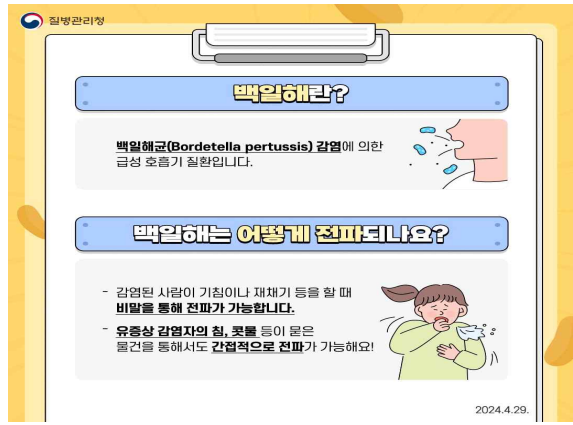 질병관리청
백일해란?
백일해균(Bordetella pertussis) 감염에 의한
급성 호흡기 질환입니다.
백일해는 어떻게 전파되나요?
- 감염된 사람이 기침이나 재채기 등을 할 때
비말을 통해 전파가 가능합니다.
- 유증상 감염자의 침, 콧물 등이 묻은
물건을 통해서도 간접적으로 전파가 가능해요!
2024.4.29.